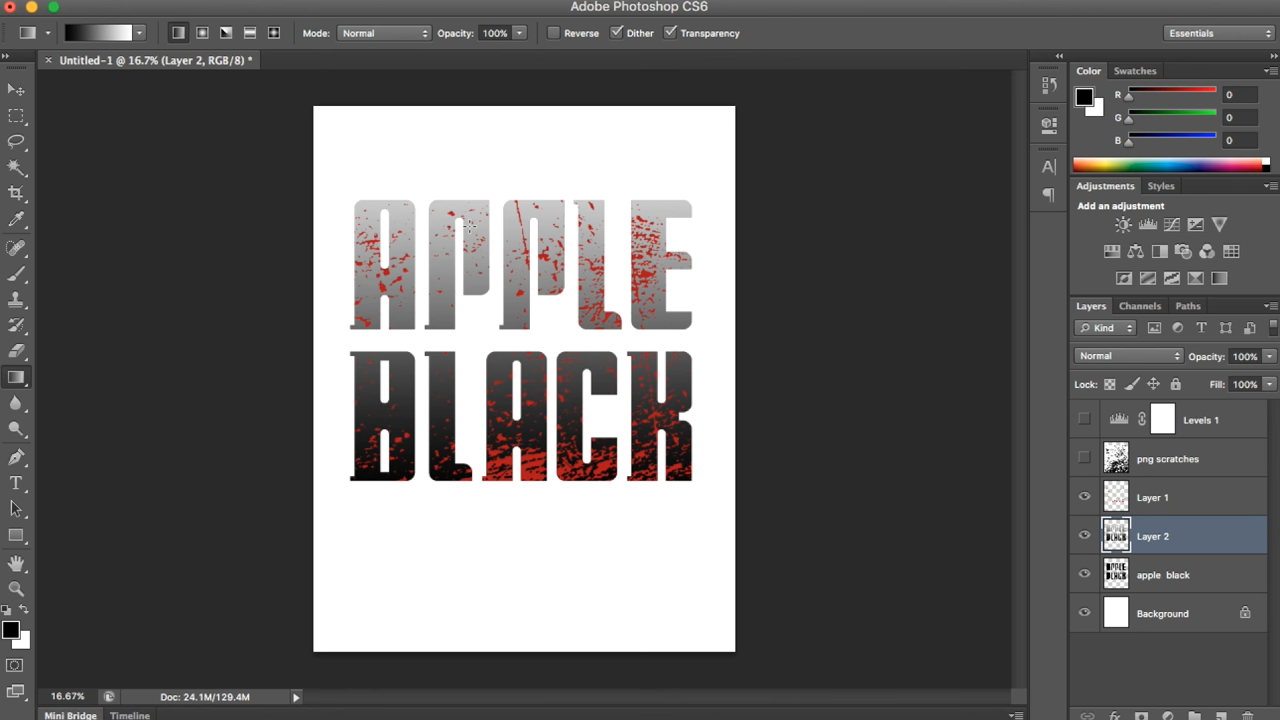 Adobe Photoshop CS6
Mode: Normal Opacity: 100% Reverse Dither Transparency Essentials
Untitled-1 @ 16.7% (Layer 2, RGB/8) *
Color Swatches
R 0
G 0
B 0
Adjustments Styles
Add an adjustment
Layers Channels Paths
Kind
Normal Opacity: 100%
Lock: Fill: 100%
Levels 1
png scratches
Layer 1
Layer 2
apple black
Background
APPLE
BLACK
16.67% Doc: 24.1M/129.4M
Mini Bridge Timeline